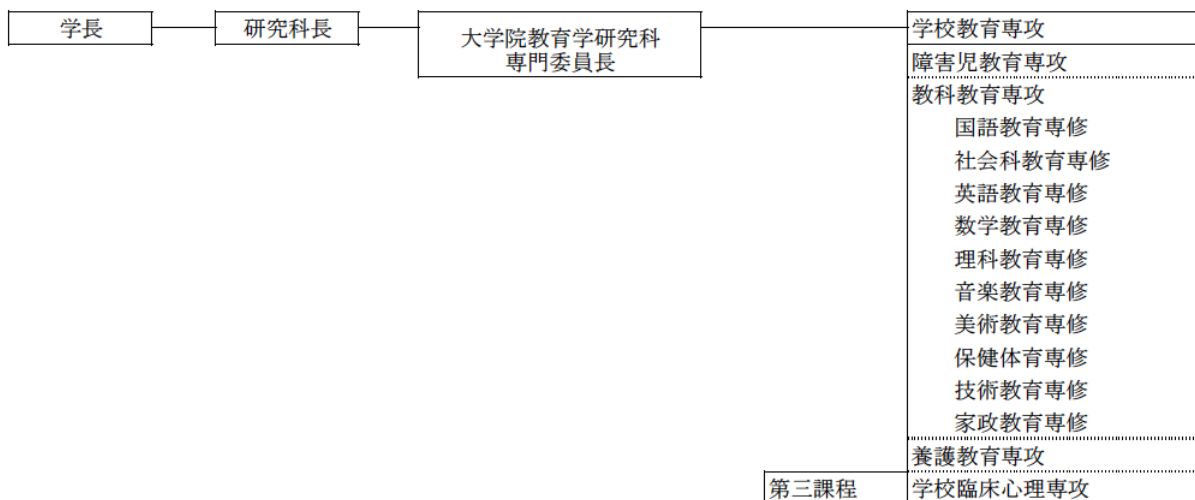 学長
研究科長
大学院教育学研究科
専門委員長
学校教育専攻
障害児教育専攻
教科教育専攻
国語教育専修
社会科教育専修
英語教育専修
数学教育専修
理科教育専修
音楽教育専修
美術教育専修
保健体育専修
技術教育専修
家政教育専修
養護教育専攻
第三課程
学校臨床心理専攻